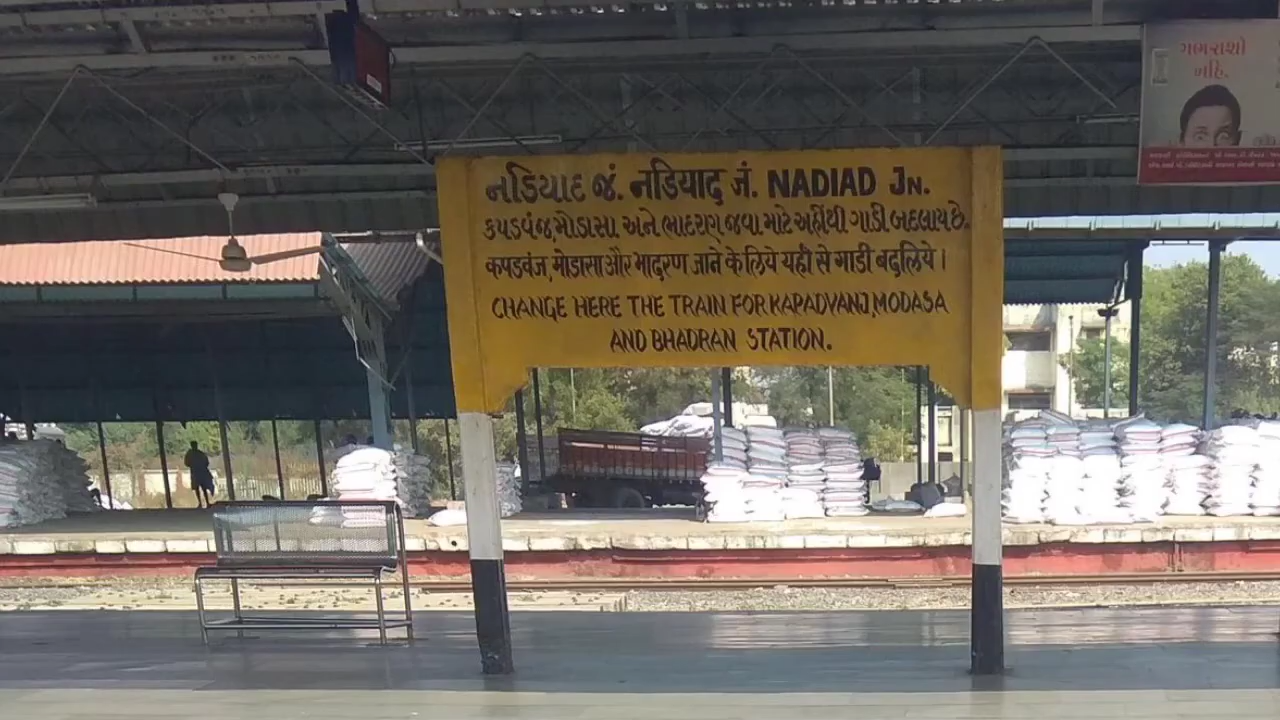 નડિયાદ જં. नडियाद जं. NADIAD JN.
કપડવંજ,મોડાસા અને ભાદરણ જવા માટે અહીંથી ગાડી બદલાય છે.
कपडवंज,मोडासा और भादरण जाने के लिये यहाँ से गाडी बदलिये।
CHANGE HERE THE TRAIN FOR KAPADVANJ,MODASA
AND BHADRAN STATION.
ગભરાશો
નહિ.